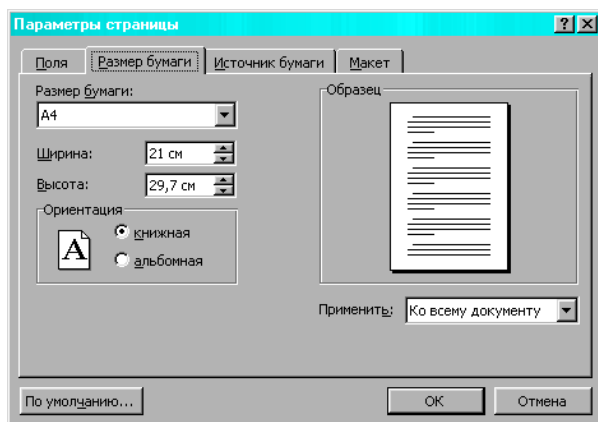 Параметры страницы
Поля
Размер бумаги
Источник бумаги
Макет
Размер бумаги:
A4
Ширина:
21 см
Высота:
29,7 см
Ориентация
A
книжная
альбомная
Образец
Применить:
Ко всему документу
По умолчанию...
ОК
Отмена